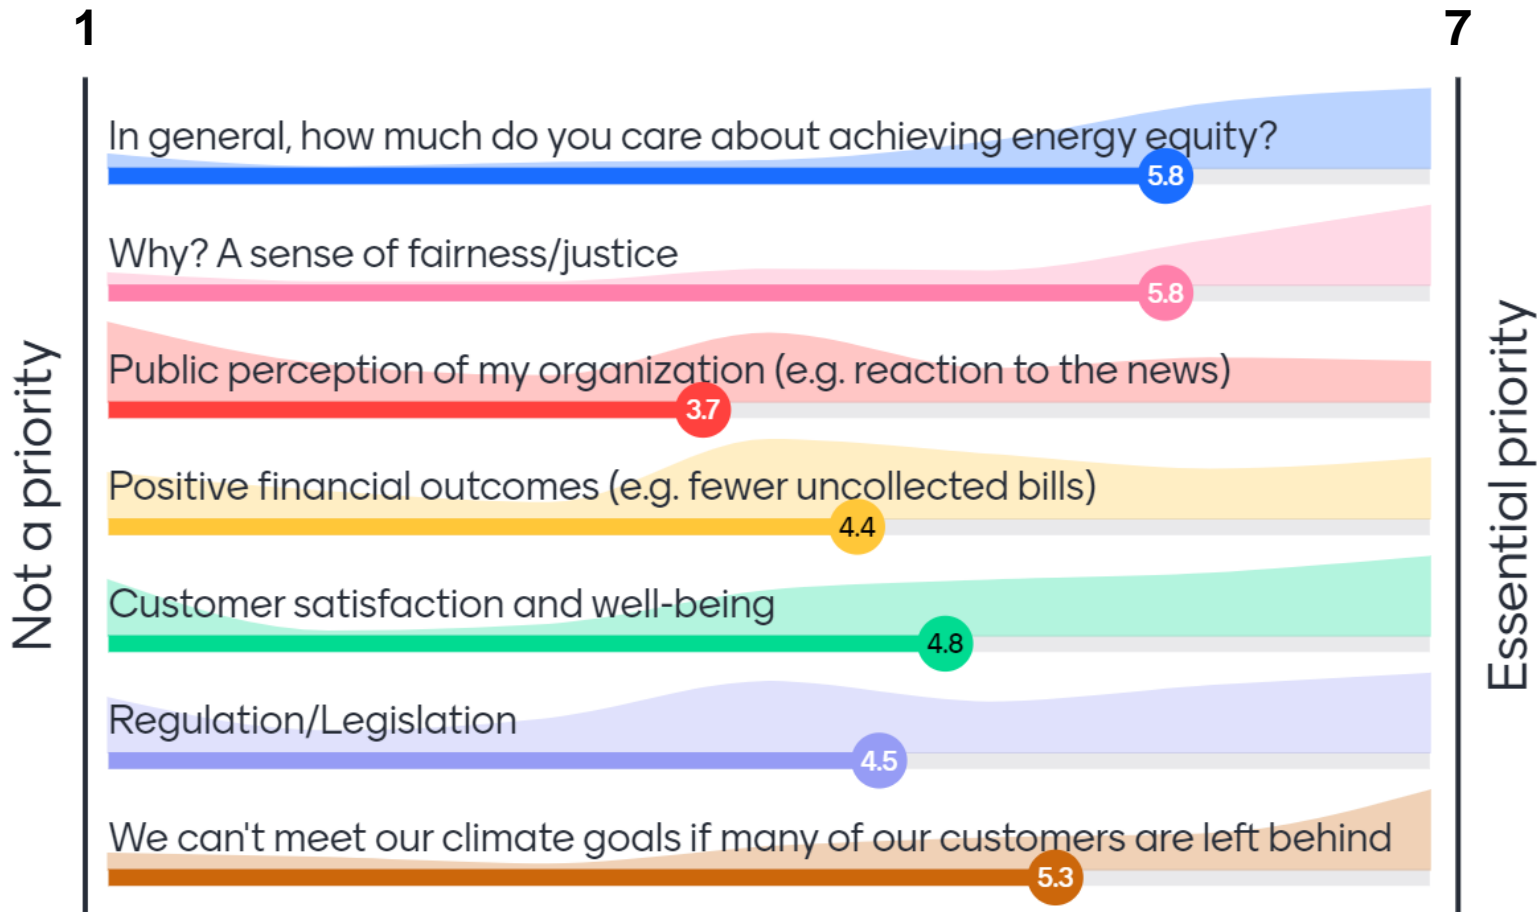 1
7
In general, how much do you care about achieving energy equity?
5.8
Why? A sense of fairness/justice
5.8
Public perception of my organization (e.g. reaction to the news)
3.7
Positive financial outcomes (e.g. fewer uncollected bills)
4.4
Customer satisfaction and well-being
4.8
Regulation/Legislation
4.5
We can't meet our climate goals if many of our customers are left behind
5.3
Not a priority
Essential priority